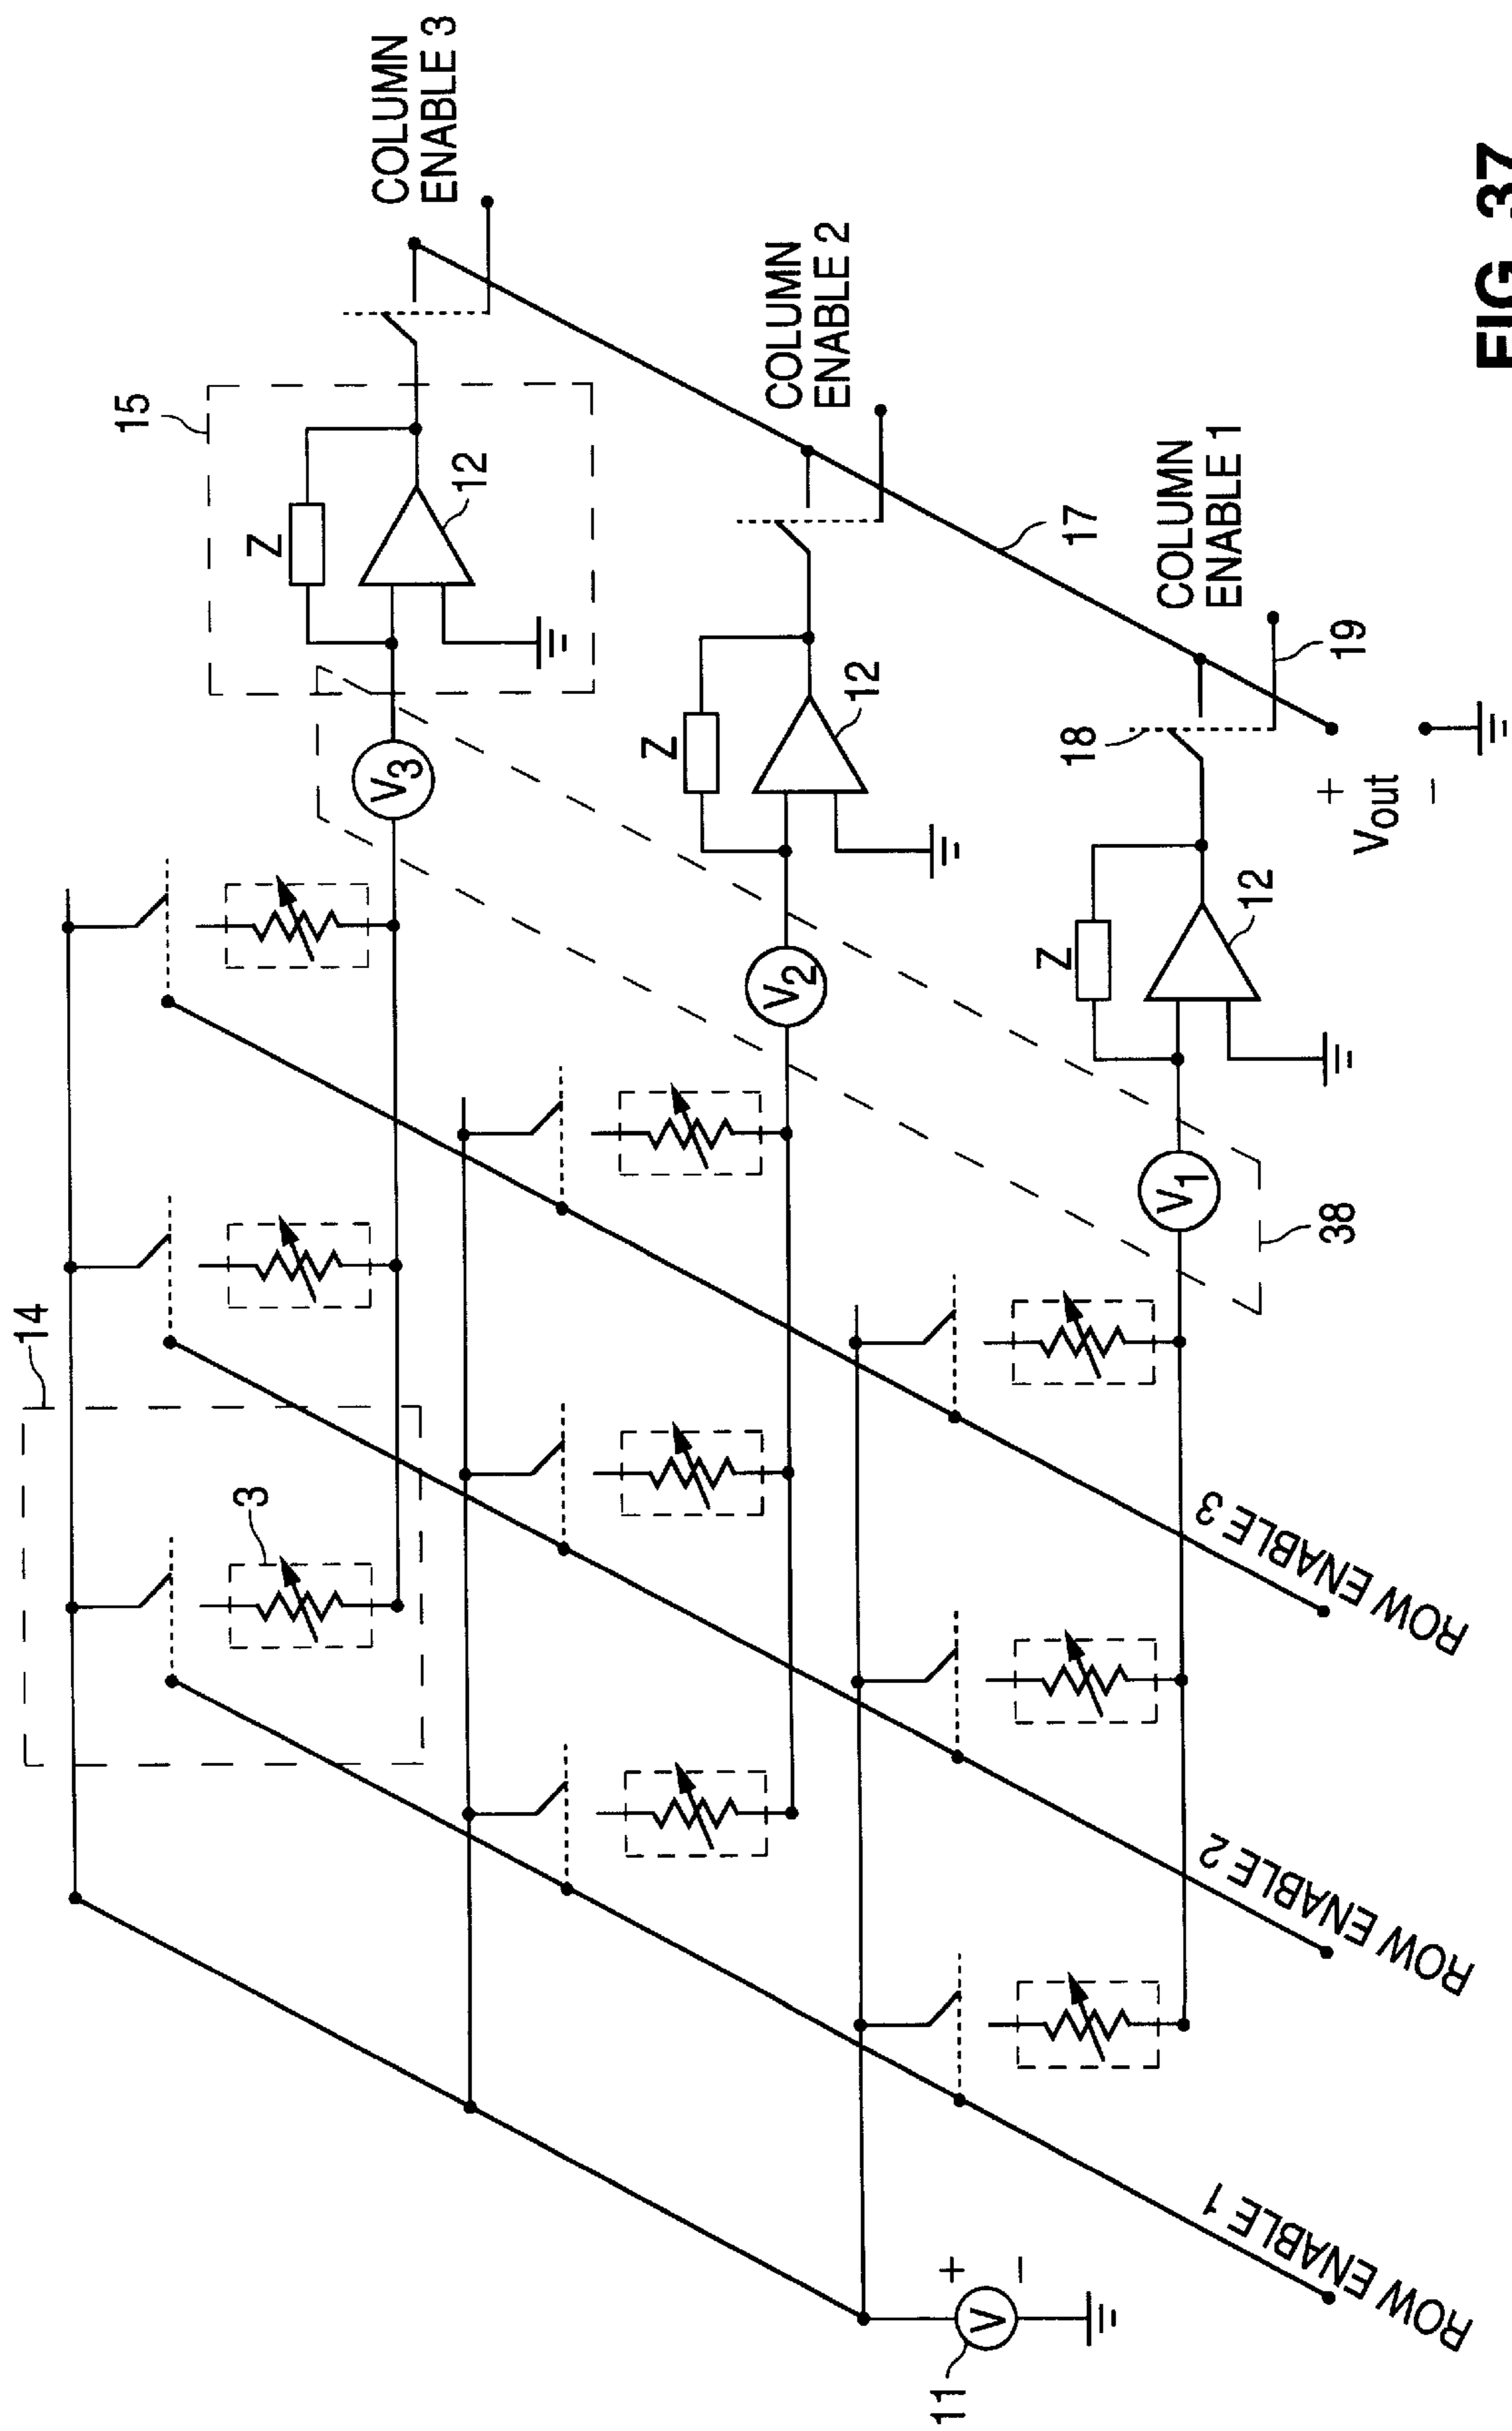 COLUMN
ENABLE 3
15
Z
12
V3
COLUMN
ENABLE 2
Z
12
V2
17
COLUMN
ENABLE 1
Z
12
V1
18
19
+
Vout
−
38
14
3
ROW ENABLE 3
ROW ENABLE 2
ROW ENABLE 1
11
V
+
−
FIG. 37